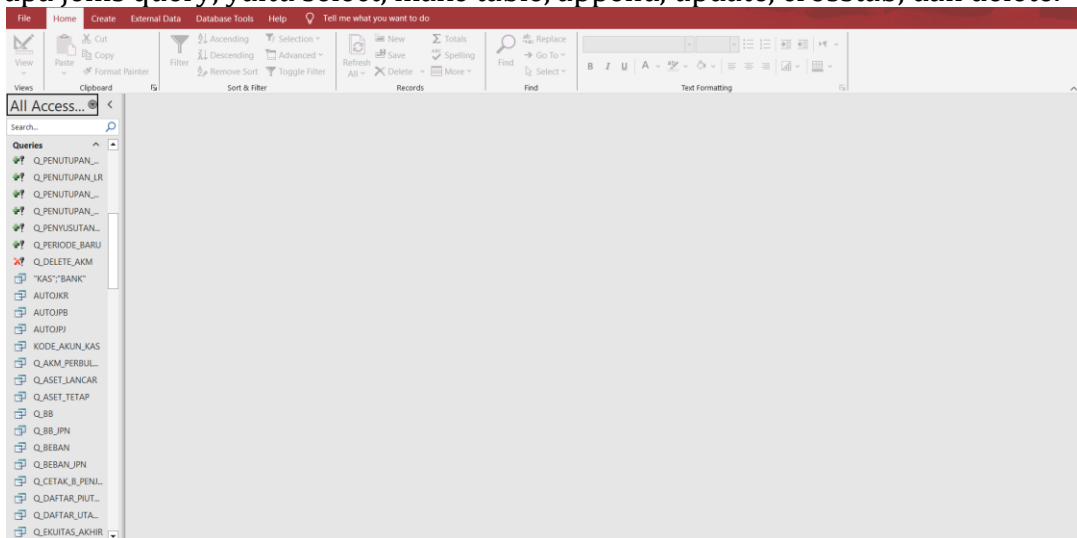 apa jenis query, yaitu select, make table, append, update, crosstab, dan delete.
File Home Create External Data Database Tools Help Tell me what you want to do
View
Views
Paste
Cut
Copy
Format Painter
Clipboard
Filter
Ascending
Descending
Remove Sort
Selection
Advanced
Toggle Filter
Sort & Filter
Refresh All
New
Save
Delete
Totals
Spelling
More
Records
Find
Replace
Go To
Select
Find
B I U A
Text Formatting
All Access...
Search...
Queries
Q_PENUTUPAN_...
Q_PENUTUPAN_LR
Q_PENUTUPAN_...
Q_PENUTUPAN_...
Q_PENYUSUTAN...
Q_PERIODE_BARU
Q_DELETE_AKM
"KAS";"BANK"
AUTOJKR
AUTOJPB
AUTOJPJ
KODE_AKUN_KAS
Q_AKM_PERBUL...
Q_ASET_LANCAR
Q_ASET_TETAP
Q_BB
Q_BB_JPN
Q_BEBAN
Q_BEBAN_JPN
Q_CETAK_B_PENJ...
Q_DAFTAR_PIUT...
Q_DAFTAR_UTA...
Q_EKUITAS_AKHIR